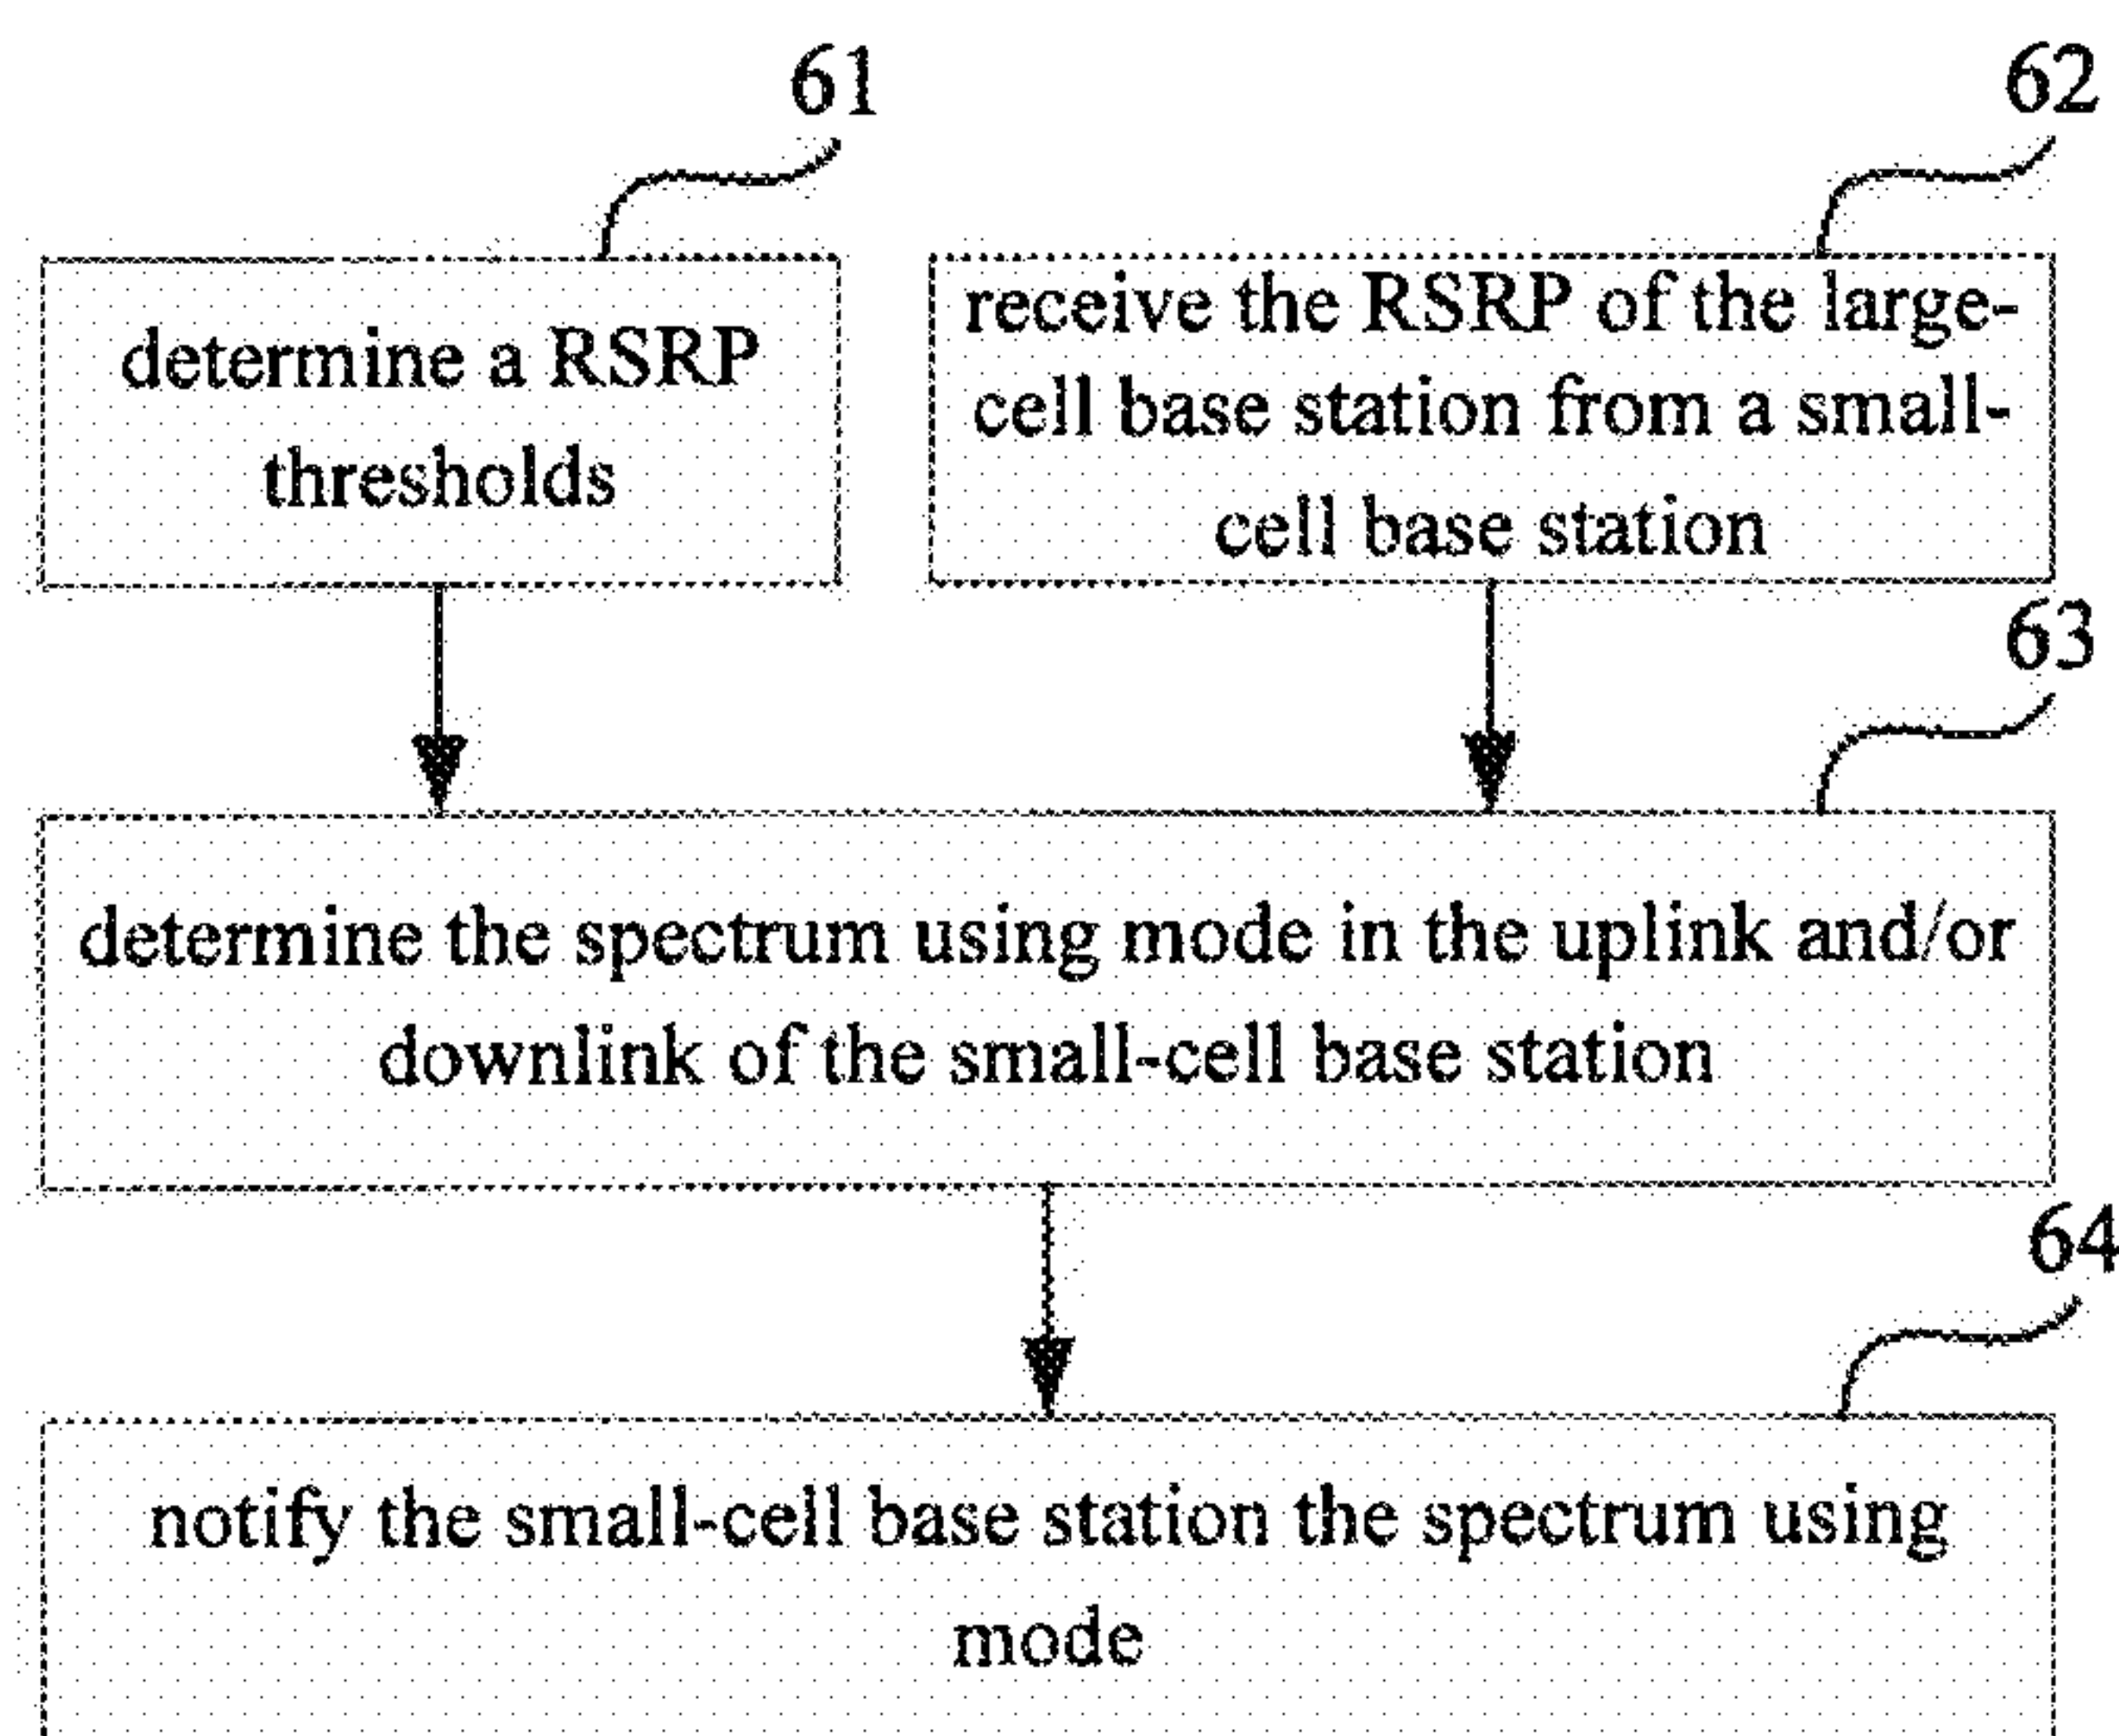 61
determine a RSRP
thresholds
62
receive the RSRP of the large-
cell base station from a small-
cell base station
63
determine the spectrum using mode in the uplink and/or
downlink of the small-cell base station
64
notify the small-cell base station the spectrum using
mode